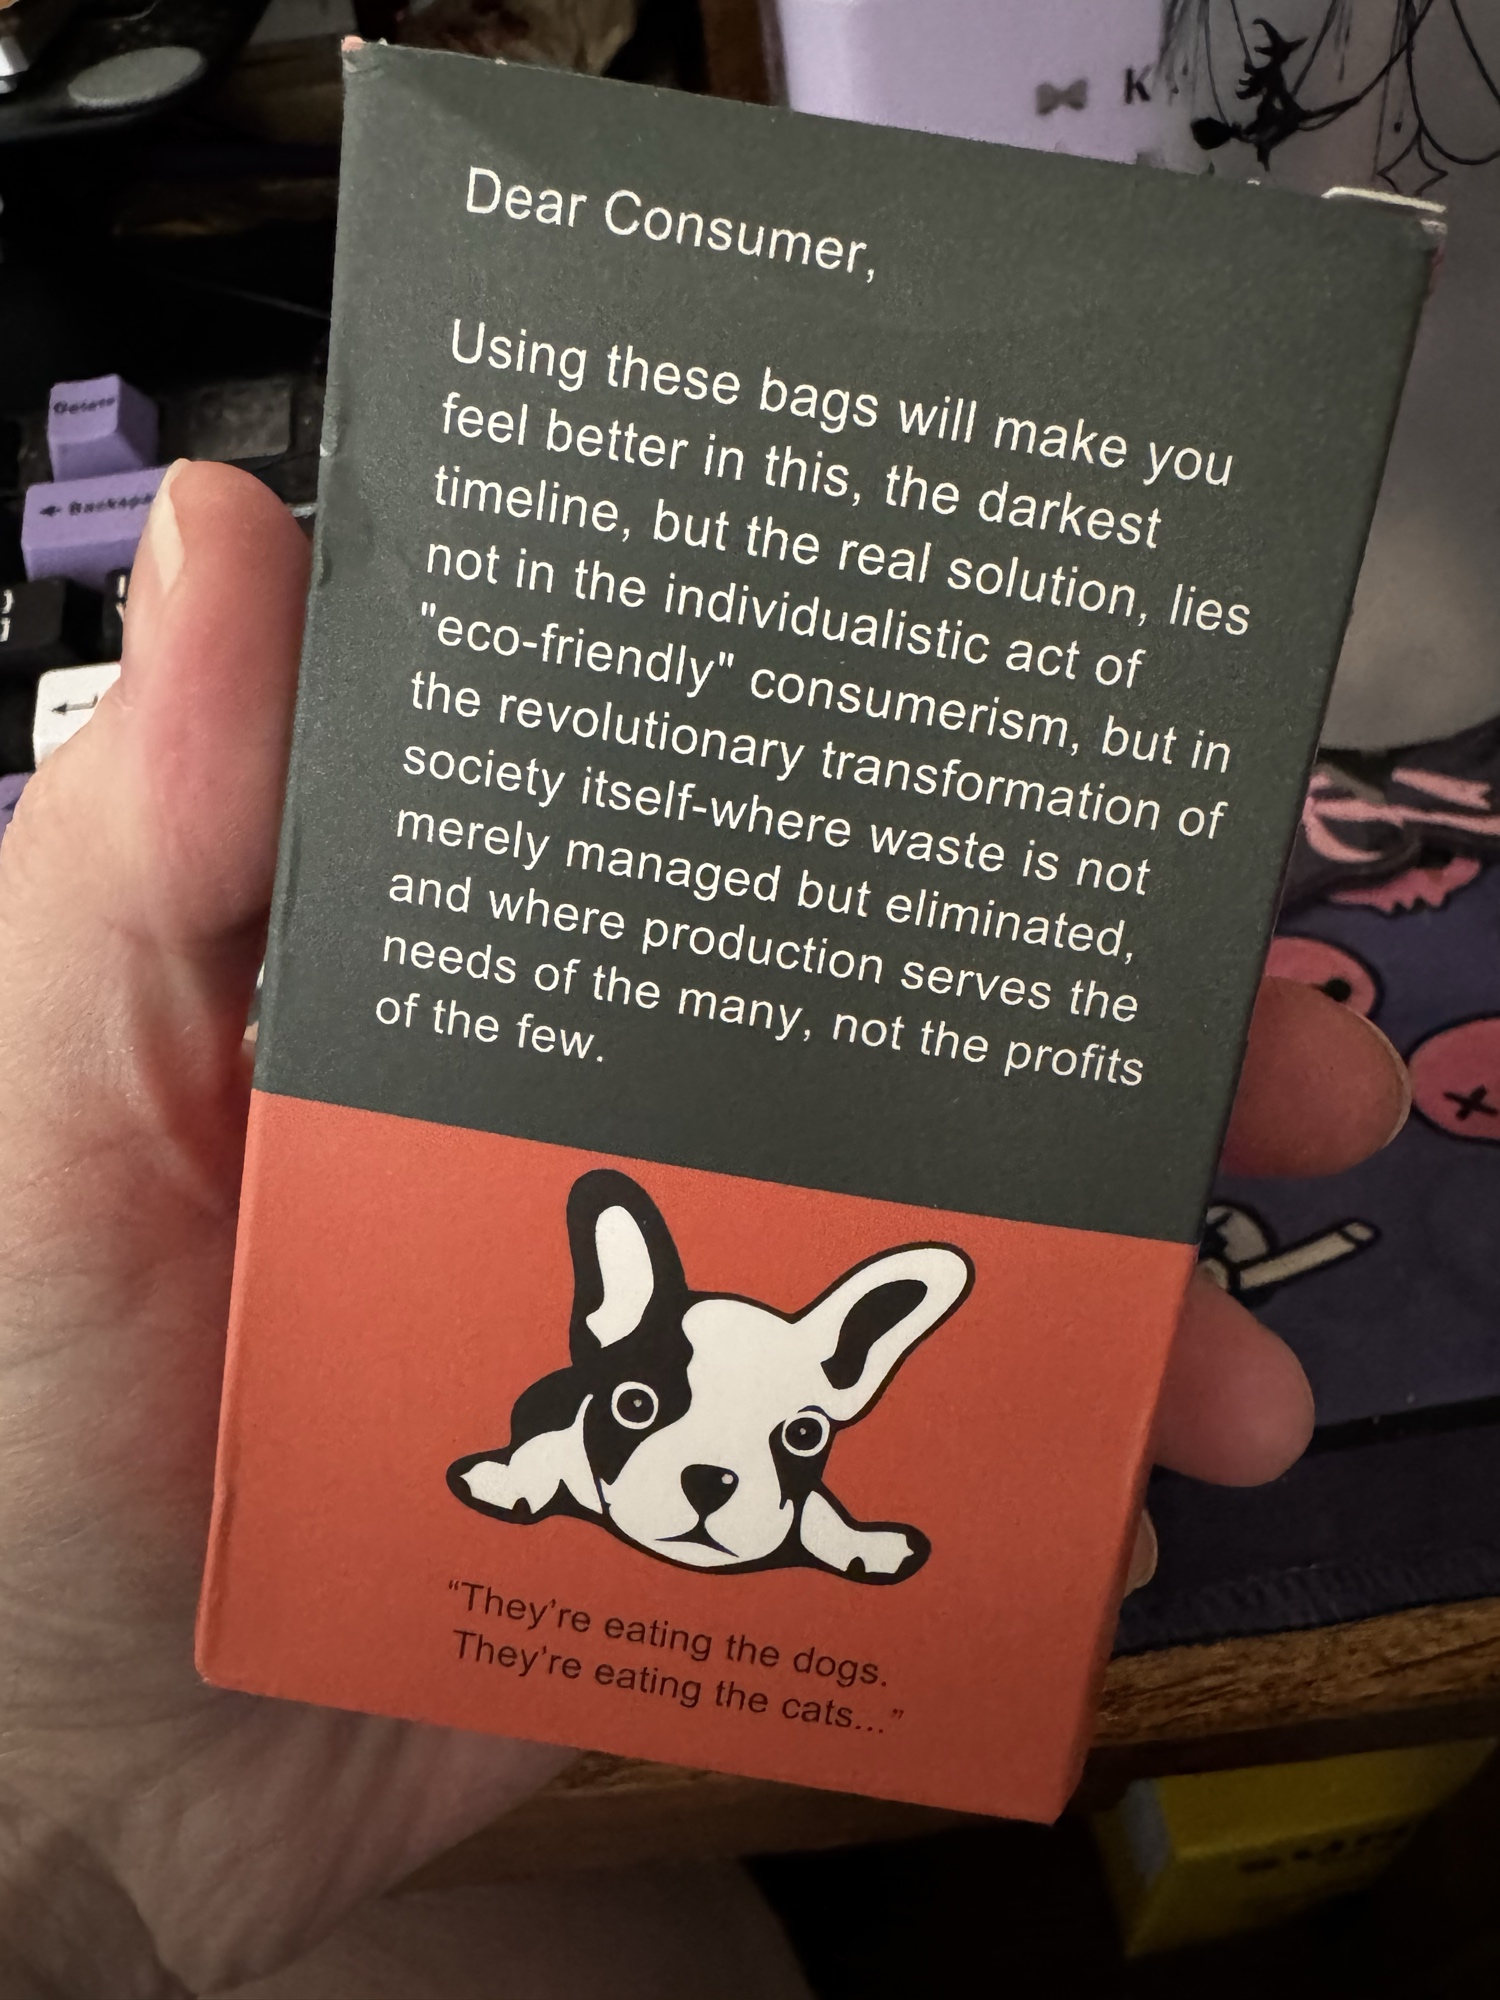 K
Delete
Dear Consumer,
Using these bags will make you
feel better in this, the darkest
timeline, but the real solution, lies
not in the individualistic act of
"eco-friendly" consumerism, but in
the revolutionary transformation of
society itself-where waste is not
merely managed but eliminated,
and where production serves the
needs of the many, not the profits
of the few.
“They’re eating the dogs.
They’re eating the cats...”